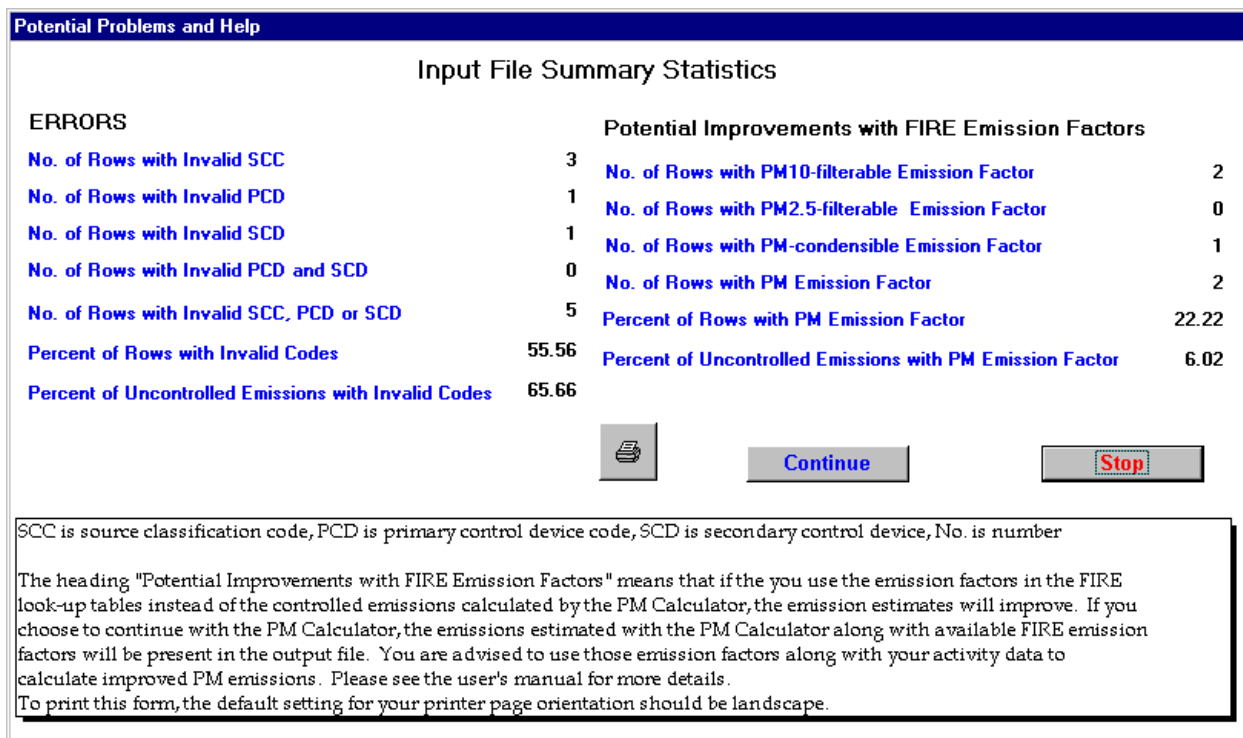 Potential Problems and Help
Input File Summary Statistics
ERRORS
No. of Rows with Invalid SCC 3
No. of Rows with Invalid PCD 1
No. of Rows with Invalid SCD 1
No. of Rows with Invalid PCD and SCD 0
No. of Rows with Invalid SCC, PCD or SCD 5
Percent of Rows with Invalid Codes 55.56
Percent of Uncontrolled Emissions with Invalid Codes 65.66
Potential Improvements with FIRE Emission Factors
No. of Rows with PM10-filterable Emission Factor 2
No. of Rows with PM2.5-filterable Emission Factor 0
No. of Rows with PM-condensible Emission Factor 1
No. of Rows with PM Emission Factor 2
Percent of Rows with PM Emission Factor 22.22
Percent of Uncontrolled Emissions with PM Emission Factor 6.02
Continue
Stop
SCC is source classification code, PCD is primary control device code, SCD is secondary control device, No. is number
The heading "Potential Improvements with FIRE Emission Factors" means that if the you use the emission factors in the FIRE
look-up tables instead of the controlled emissions calculated by the PM Calculator, the emission estimates will improve. If you
choose to continue with the PM Calculator, the emissions estimated with the PM Calculator along with available FIRE emission
factors will be present in the output file. You are advised to use those emission factors along with your activity data to
calculate improved PM emissions. Please see the user's manual for more details.
To print this form, the default setting for your printer page orientation should be landscape.